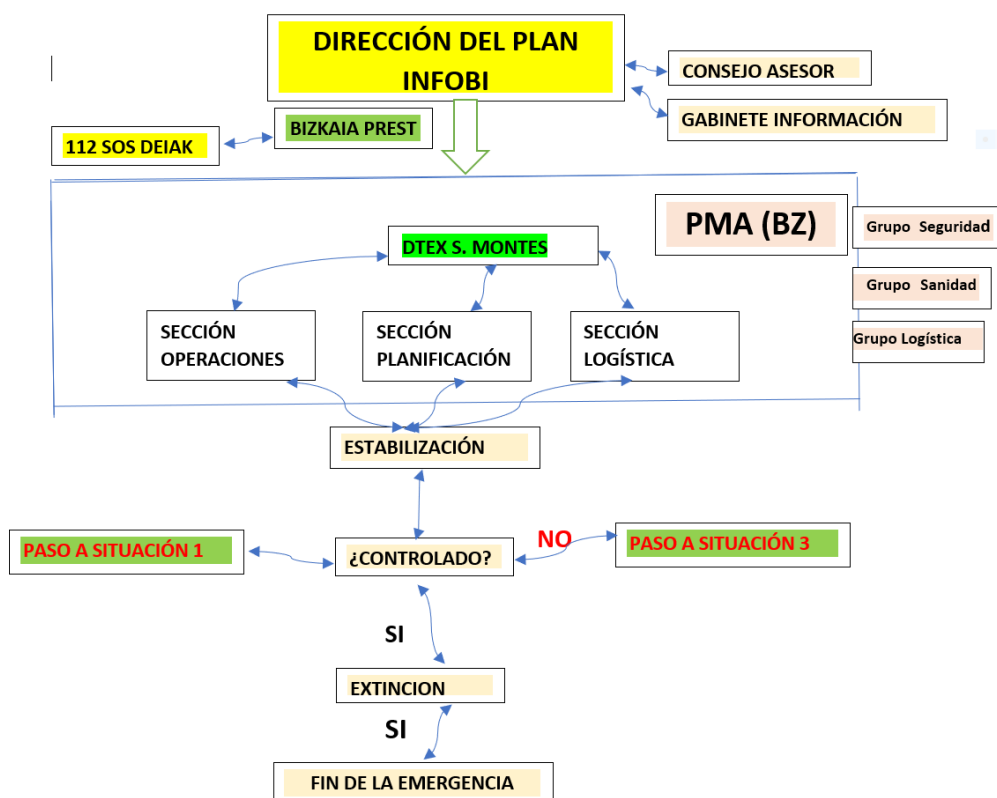 DIRECCIÓN DEL PLAN
INFOBI
CONSEJO ASESOR
GABINETE INFORMACIÓN
BIZKAIA PREST
112 SOS DEIAK
PMA (BZ)
Grupo Seguridad
DTEX S. MONTES
Grupo Sanidad
SECCIÓN
OPERACIONES
SECCIÓN
PLANIFICACIÓN
SECCIÓN
LOGÍSTICA
Grupo Logística
ESTABILIZACIÓN
PASO A SITUACIÓN 1
¿CONTROLADO?
NO
PASO A SITUACIÓN 3
SI
EXTINCION
SI
FIN DE LA EMERGENCIA